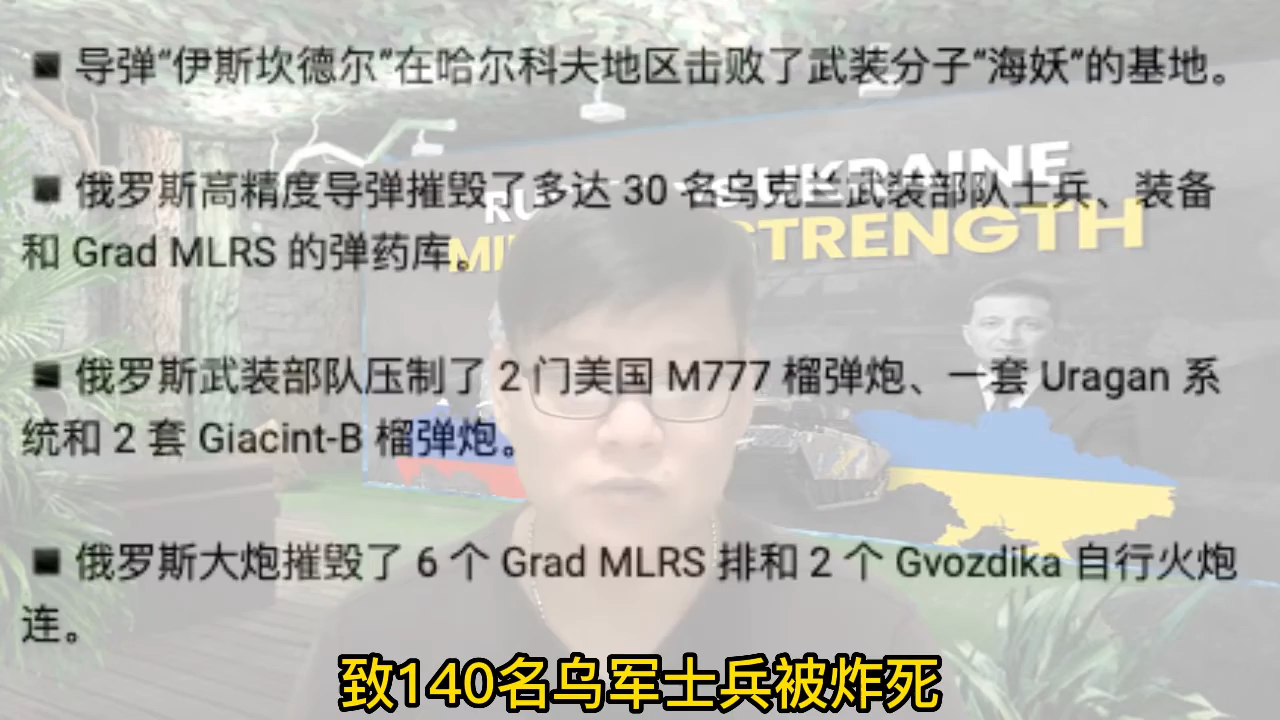 ■ 导弹“伊斯坎德尔”在哈尔科夫地区击败了武装分子“海妖”的基地。
UKRAINE
■ 俄罗斯高精度导弹摧毁了多达 30 名乌克兰武装部队士兵、装备
STRENGTH
和 Grad MLRS 的弹药库。
■ 俄罗斯武装部队压制了 2 门美国 M777 榴弹炮、一套 Uragan 系
统和 2 套 Giacint-B 榴弹炮。
■ 俄罗斯大炮摧毁了 6 个 Grad MLRS 排和 2 个 Gvozdika 自行火炮
连。
致140名乌军士兵被炸死